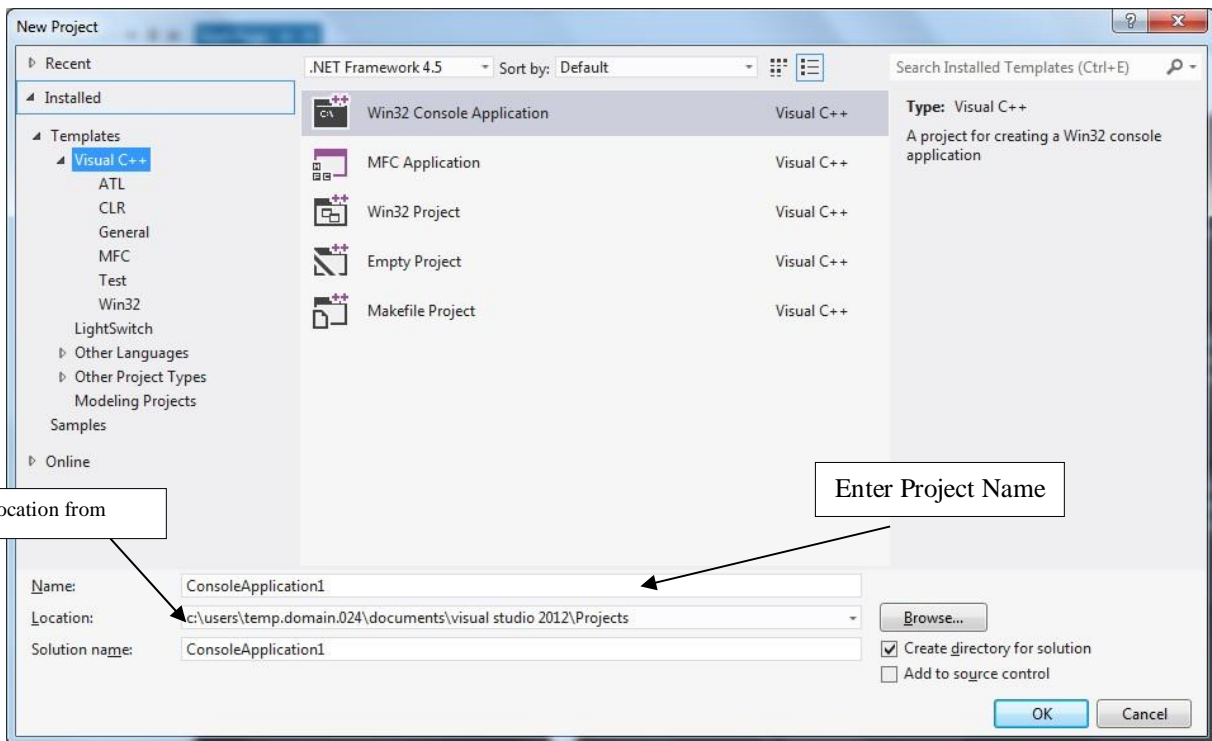 New Project
Recent
Installed
Templates
Visual C++
ATL
CLR
General
MFC
Test
Win32
LightSwitch
Other Languages
Other Project Types
Modeling Projects
Samples
Online
.NET Framework 4.5 Sort by: Default
Win32 Console Application Visual C++
MFC Application Visual C++
Win32 Project Visual C++
Empty Project Visual C++
Makefile Project Visual C++
Search Installed Templates (Ctrl+E)
Type: Visual C++
A project for creating a Win32 console
application
Enter Project Name
from
Name: ConsoleApplication1
Location: c:\users\temp.domain.024\documents\visual studio 2012\Projects
Browse...
Solution name: ConsoleApplication1
Create directory for solution
Add to source control
OK Cancel